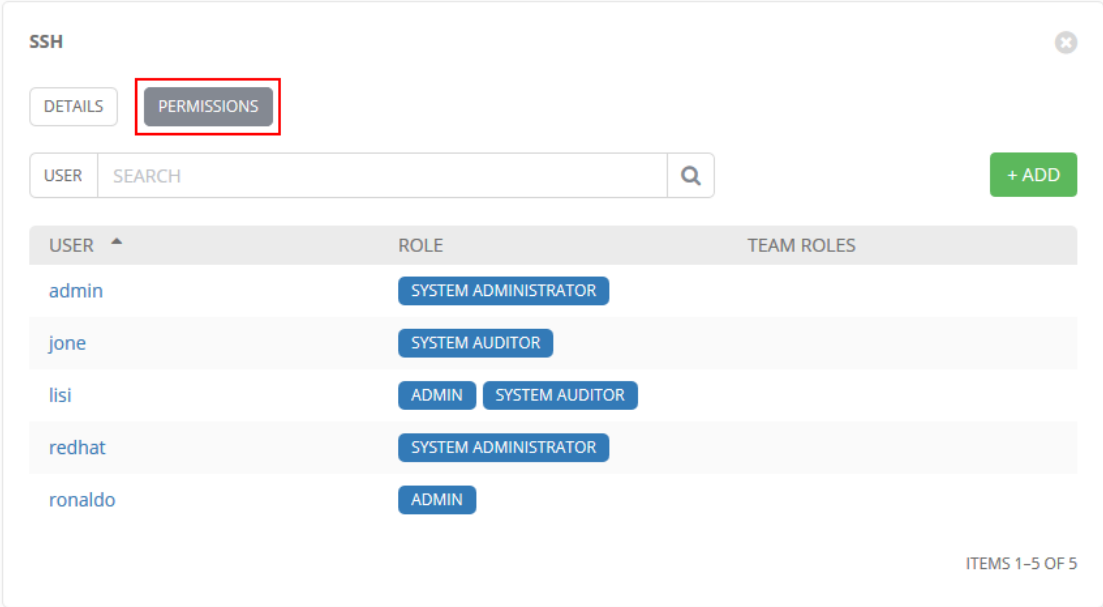 SSH
DETAILS PERMISSIONS
USER SEARCH + ADD
USER ROLE TEAM ROLES
admin SYSTEM ADMINISTRATOR
jone SYSTEM AUDITOR
lisi ADMIN SYSTEM AUDITOR
redhat SYSTEM ADMINISTRATOR
ronaldo ADMIN
ITEMS 1–5 OF 5